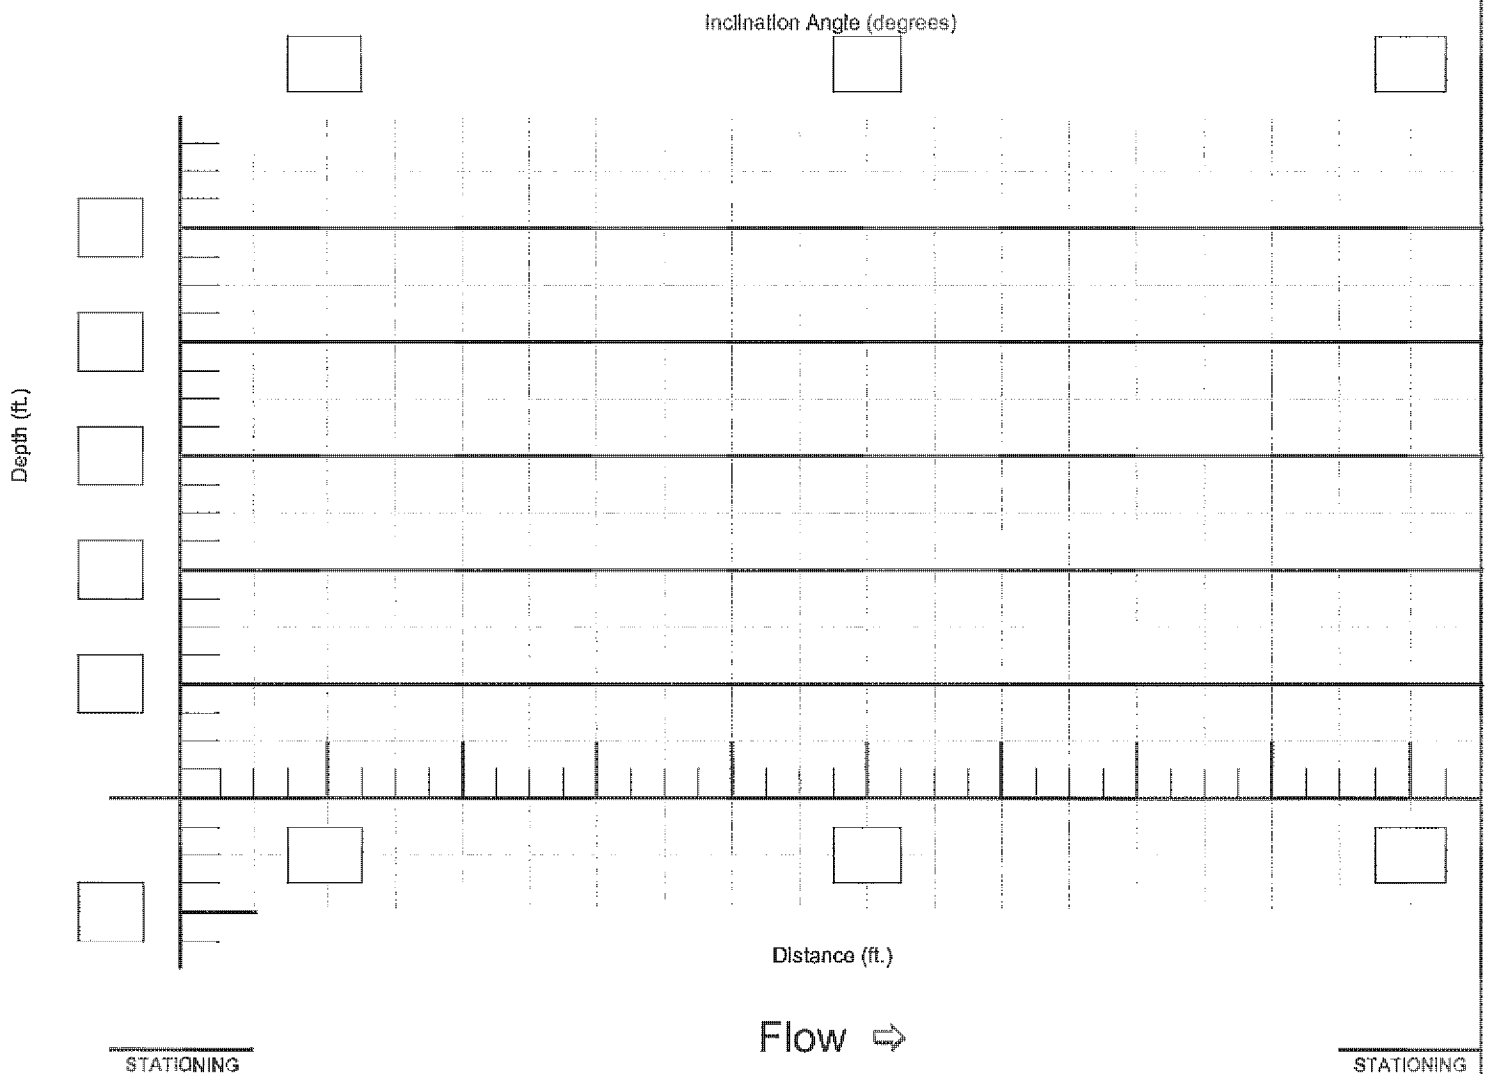 Inclination Angle (degrees)
Depth (ft.)
Distance (ft.)
Flow ⇨
STATIONING
STATIONING